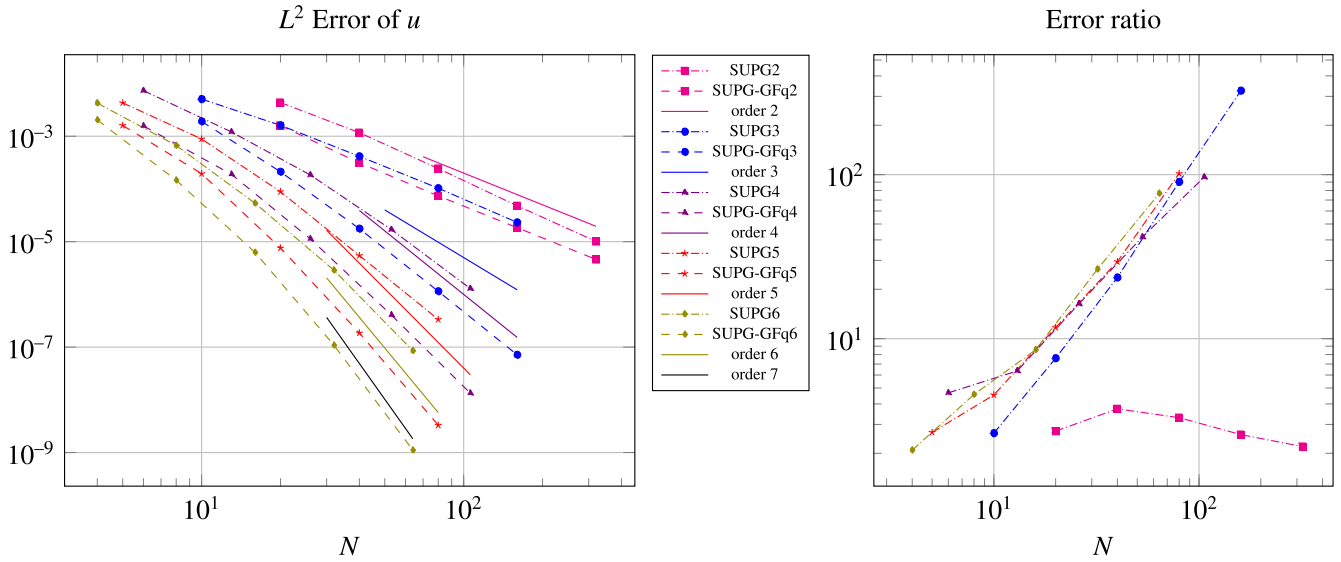 L² Error of u
10⁻³
10⁻⁵
10⁻⁷
10⁻⁹
10¹
10²
N
SUPG2
SUPG-GFq2
order 2
SUPG3
SUPG-GFq3
order 3
SUPG4
SUPG-GFq4
order 4
SUPG5
SUPG-GFq5
order 5
SUPG6
SUPG-GFq6
order 6
order 7
Error ratio
10²
10¹
10¹
10²
N